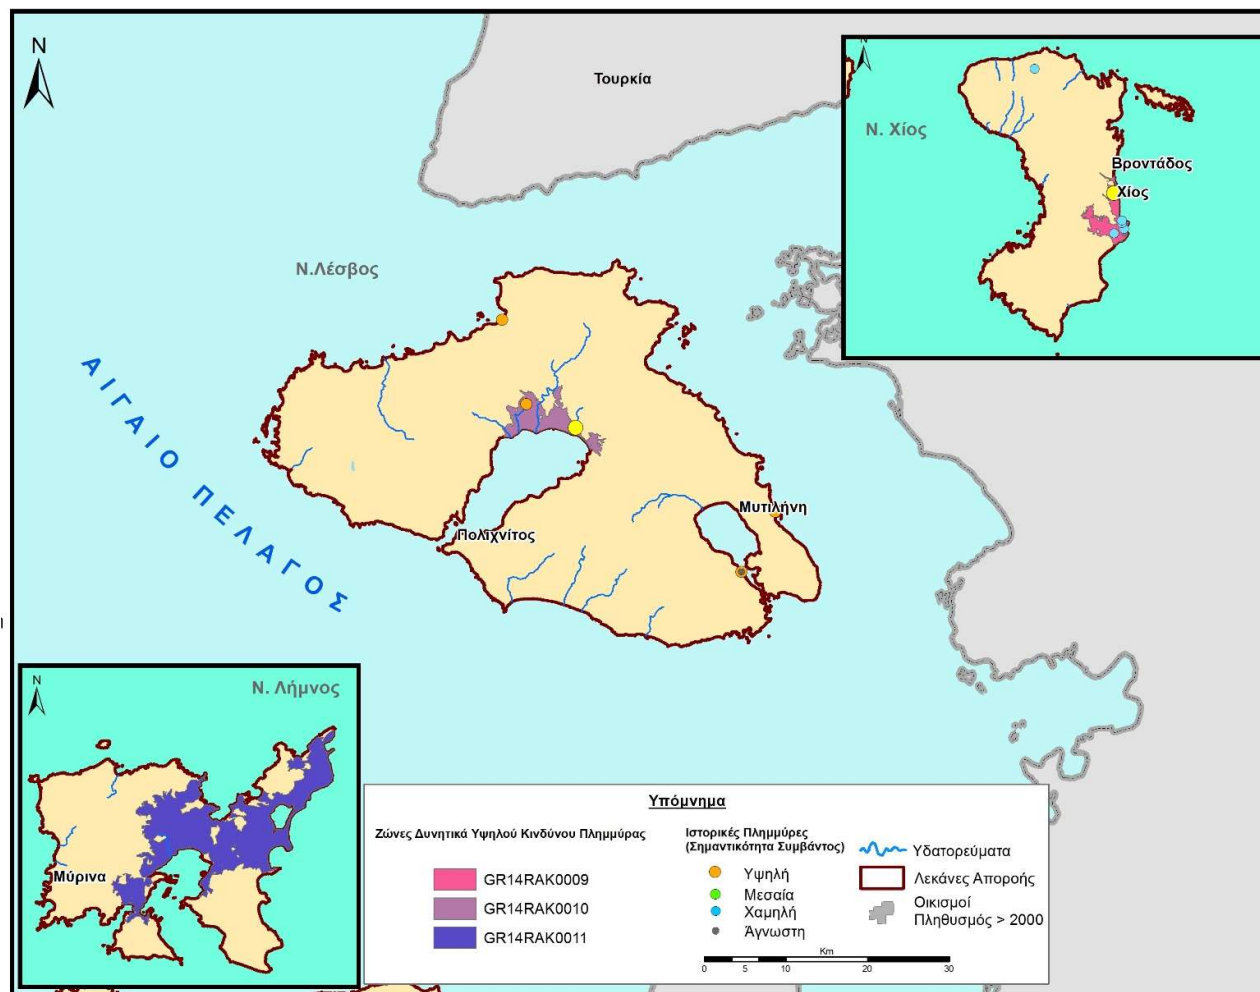 N
Τουρκία
N
Ν. Χίος
Βροντάδος
Χίος
Ν.Λέσβος
ΑΙΓΑΙΟ ΠΕΛΑΓΟΣ
Μυτιλήνη
Πολιχνίτος
N
Ν. Λήμνος
Μύρινα
Υπόμνημα
Ζώνες Δυνητικά Υψηλού Κινδύνου Πλημμύρας
GR14RAK0009
GR14RAK0010
GR14RAK0011
Ιστορικές Πλημμύρες
(Σημαντικότητα Συμβάντος)
Υψηλή
Μεσαία
Χαμηλή
Άγνωστη
Υδατορεύματα
Λεκάνες Απορoής
Οικισμοί
Πληθυσμός > 2000
Km
0 5 10 20 30